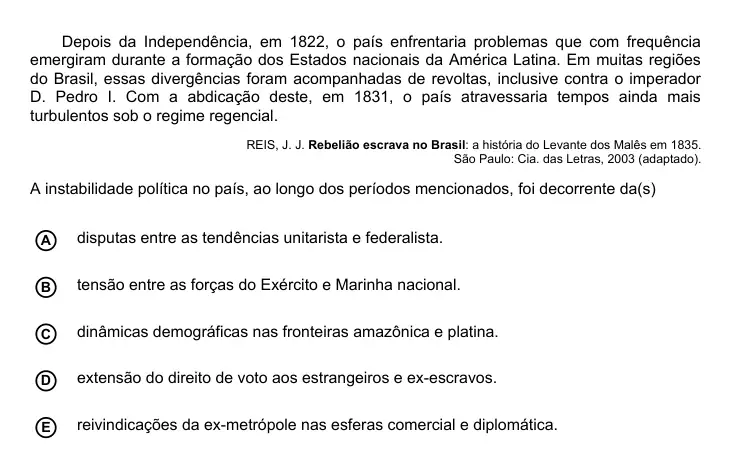 Depois da Independência, em 1822, o país enfrentaria problemas que com frequência
emergiram durante a formação dos Estados nacionais da América Latina. Em muitas regiões
do Brasil, essas divergências foram acompanhadas de revoltas, inclusive contra o imperador
D. Pedro I. Com a abdicação deste, em 1831, o país atravessaria tempos ainda mais
turbulentos sob o regime regencial.
REIS, J. J. Rebelião escrava no Brasil: a história do Levante dos Malês em 1835.
São Paulo: Cia. das Letras, 2003 (adaptado).
A instabilidade política no país, ao longo dos períodos mencionados, foi decorrente da(s)
A disputas entre as tendências unitarista e federalista.
B tensão entre as forças do Exército e Marinha nacional.
C dinâmicas demográficas nas fronteiras amazônica e platina.
D extensão do direito de voto aos estrangeiros e ex-escravos.
E reivindicações da ex-metrópole nas esferas comercial e diplomática.